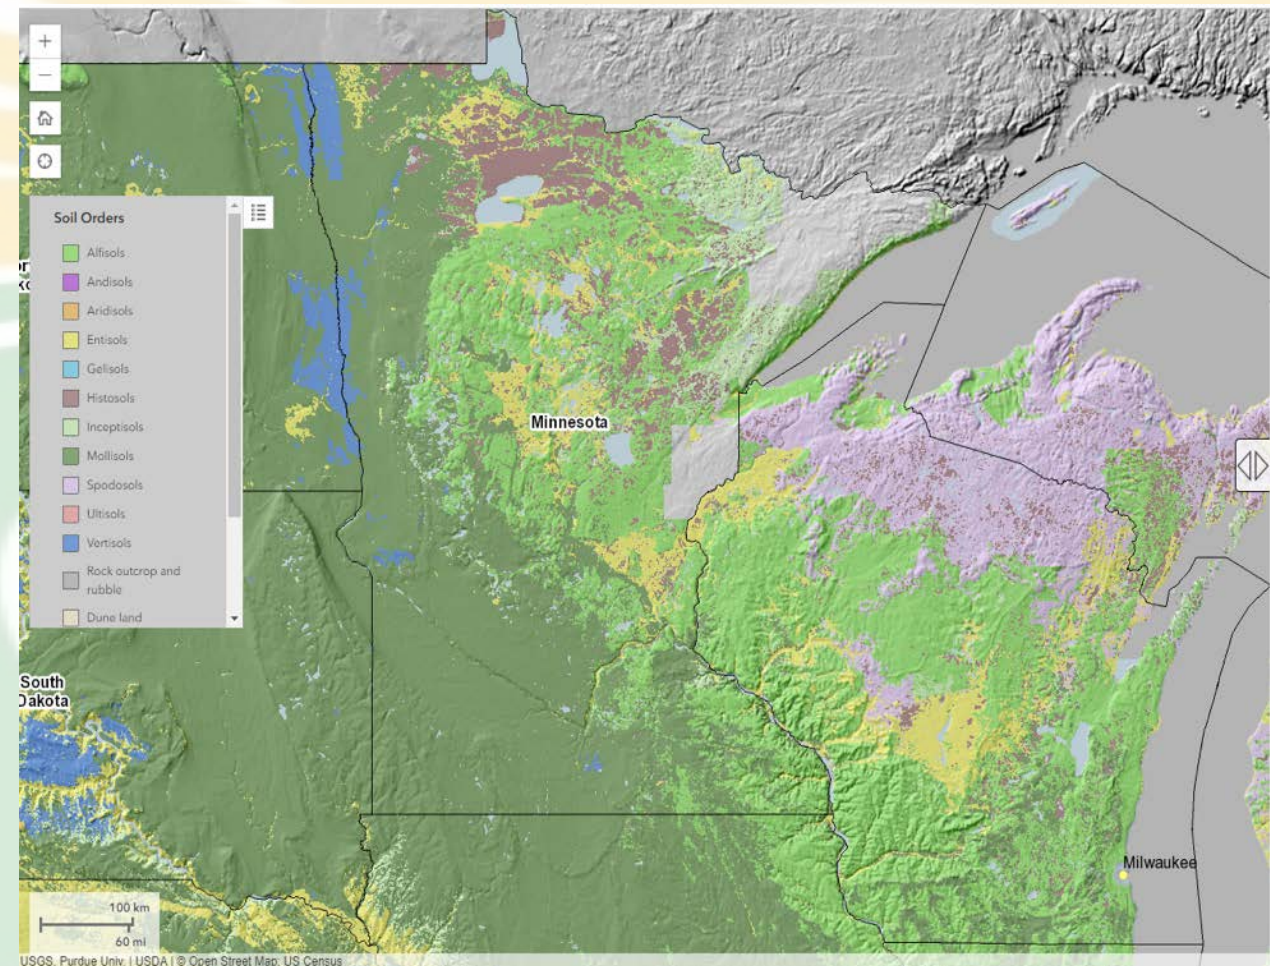 +
−
Soil Orders
Alfisols
Andisols
Aridisols
Entisols
Gelisols
Histosols
Inceptisols
Mollisols
Spodosols
Ultisols
Vertisols
Rock outcrop and
rubble
Dune land
Minnesota
South
Dakota
Milwaukee
100 km
60 mi
USGS, Purdue Univ. | USDA | © Open Street Map; US Census